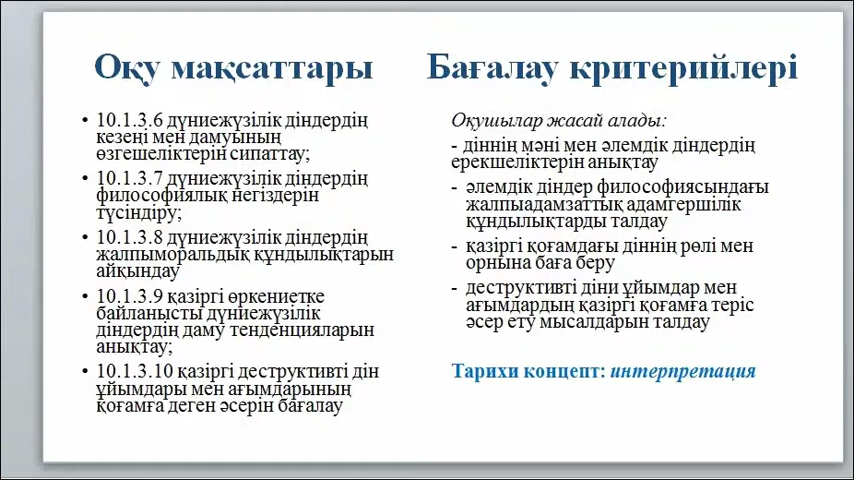 Оқу мақсаттары
• 10.1.3.6 дүниежүзілік діндердің
кезеңі мен дамуының
өзгешеліктерін сипаттау;
• 10.1.3.7 дүниежүзілік діндердің
философиялық негіздерін
түсіндіру;
• 10.1.3.8 дүниежүзілік діндердің
жалпыморальдық құндылықтарын
айқындау
• 10.1.3.9 қазіргі өркениетке
байланысты дүниежүзілік
діндердің даму тенденцияларын
анықтау;
• 10.1.3.10 қазіргі деструктивті дін
ұйымдары мен ағымдарының
қоғамға деген әсерін бағалау
Бағалау критерийлері
Оқушылар жасай алады:
- діннің мәні мен әлемдік діндердің
ерекшеліктерін анықтау
- әлемдік діндер философиясындағы
жалпыадамзаттық адамгершілік
құндылықтарды талдау
- қазіргі қоғамдағы діннің рөлі мен
орнына баға беру
- деструктивті діни ұйымдар мен
ағымдардың қазіргі қоғамға теріс
әсер ету мысалдарын талдау
Тарихи концепт: интерпретация